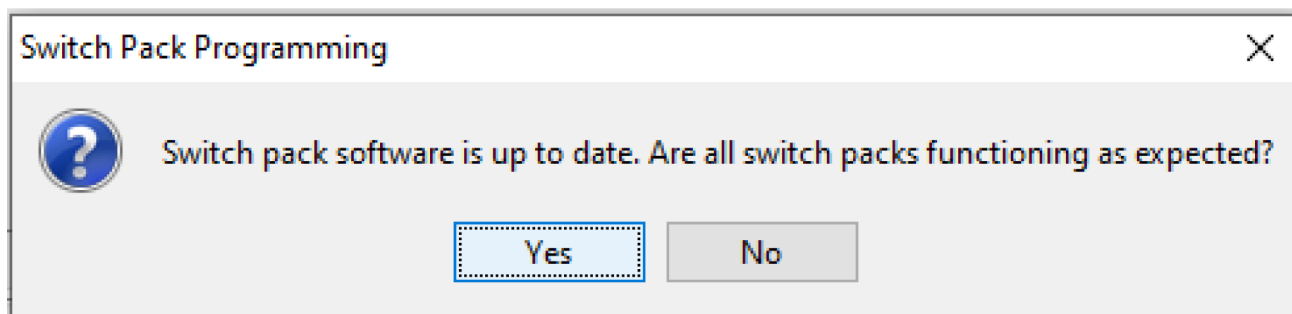 Switch Pack Programming
Switch pack software is up to date. Are all switch packs functioning as expected?
Yes No